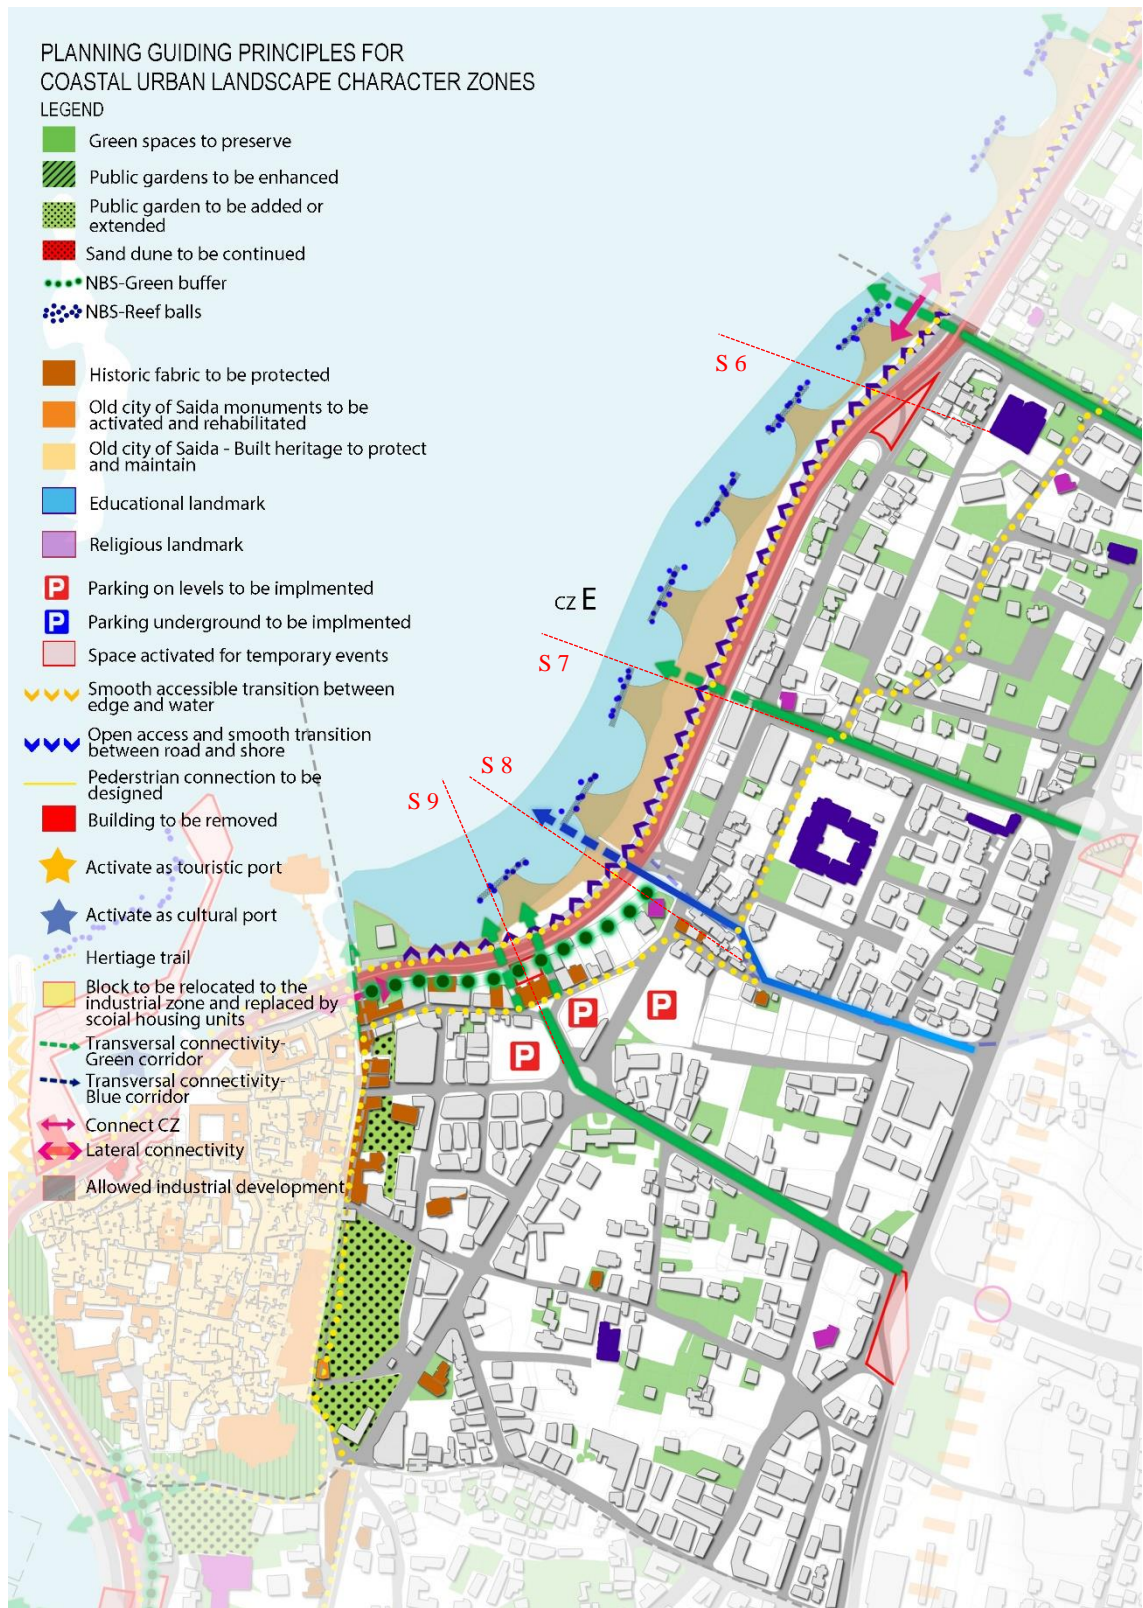 PLANNING GUIDING PRINCIPLES FOR
COASTAL URBAN LANDSCAPE CHARACTER ZONES
LEGEND
Green spaces to preserve
Public gardens to be enhanced
Public garden to be added or
extended
Sand dune to be continued
NBS-Green buffer
NBS-Reef balls
Historic fabric to be protected
Old city of Saida monuments to be
activated and rehabilitated
Old city of Saida - Built heritage to protect
and maintain
Educational landmark
Religious landmark
P Parking on levels to be implmented
P Parking underground to be implmented
Space activated for temporary events
Smooth accessible transition between
edge and water
Open access and smooth transition
between road and shore
Pederstrian connection to be
designed
Building to be removed
Activate as touristic port
Activate as cultural port
Hertiage trail
Block to be relocated to the
industrial zone and replaced by
scoial housing units
Transversal connectivity-
Green corridor
Transversal connectivity-
Blue corridor
Connect CZ
Lateral connectivity
Allowed industrial development
S 6
CZ E
S 7
S 8
S 9
P
P
P